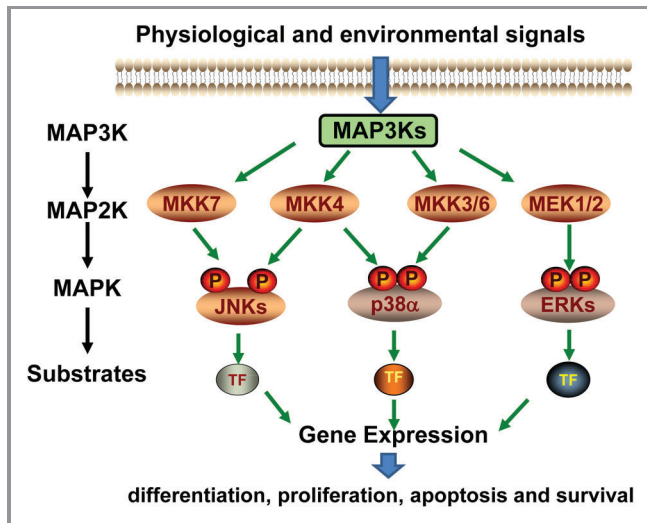 Physiological and environmental signals
MAP3K
MAP3Ks
MAP2K
MKK7
MKK4
MKK3/6
MEK1/2
P
P
P
P
P
P
MAPK
JNKs
p38α
ERKs
Substrates
TF
TF
TF
Gene Expression
differentiation, proliferation, apoptosis and survival